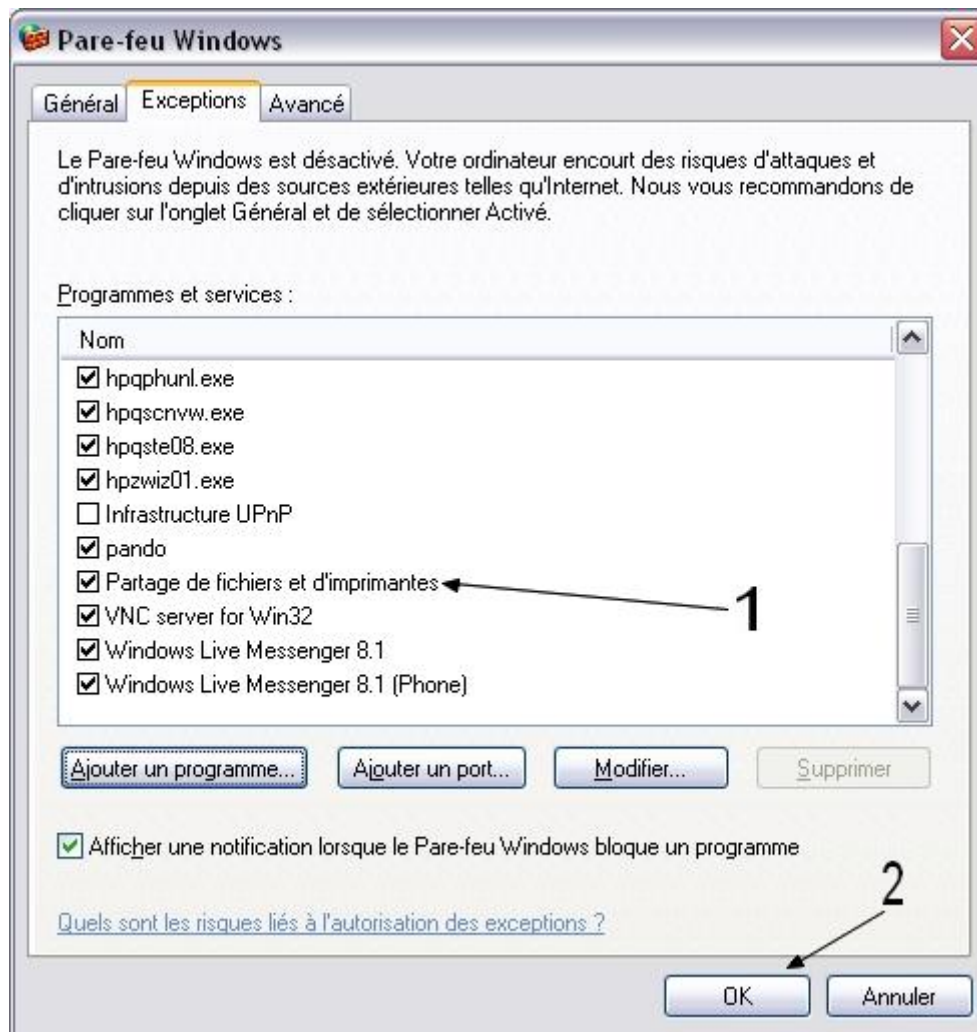 Pare-feu Windows
Général Exceptions Avancé
Le Pare-feu Windows est désactivé. Votre ordinateur encourt des risques d'attaques et
d'intrusions depuis des sources extérieures telles qu'Internet. Nous vous recommandons de
cliquer sur l'onglet Général et de sélectionner Activé.
Programmes et services :
Nom
hpqphunl.exe
hpqscnvw.exe
hpqste08.exe
hpzwiz01.exe
Infrastructure UPnP
pando
Partage de fichiers et d'imprimantes 1
VNC server for Win32
Windows Live Messenger 8.1
Windows Live Messenger 8.1 (Phone)
Ajouter un programme... Ajouter un port... Modifier... Supprimer
Afficher une notification lorsque le Pare-feu Windows bloque un programme
2
Quels sont les risques liés à l'autorisation des exceptions ?
OK Annuler